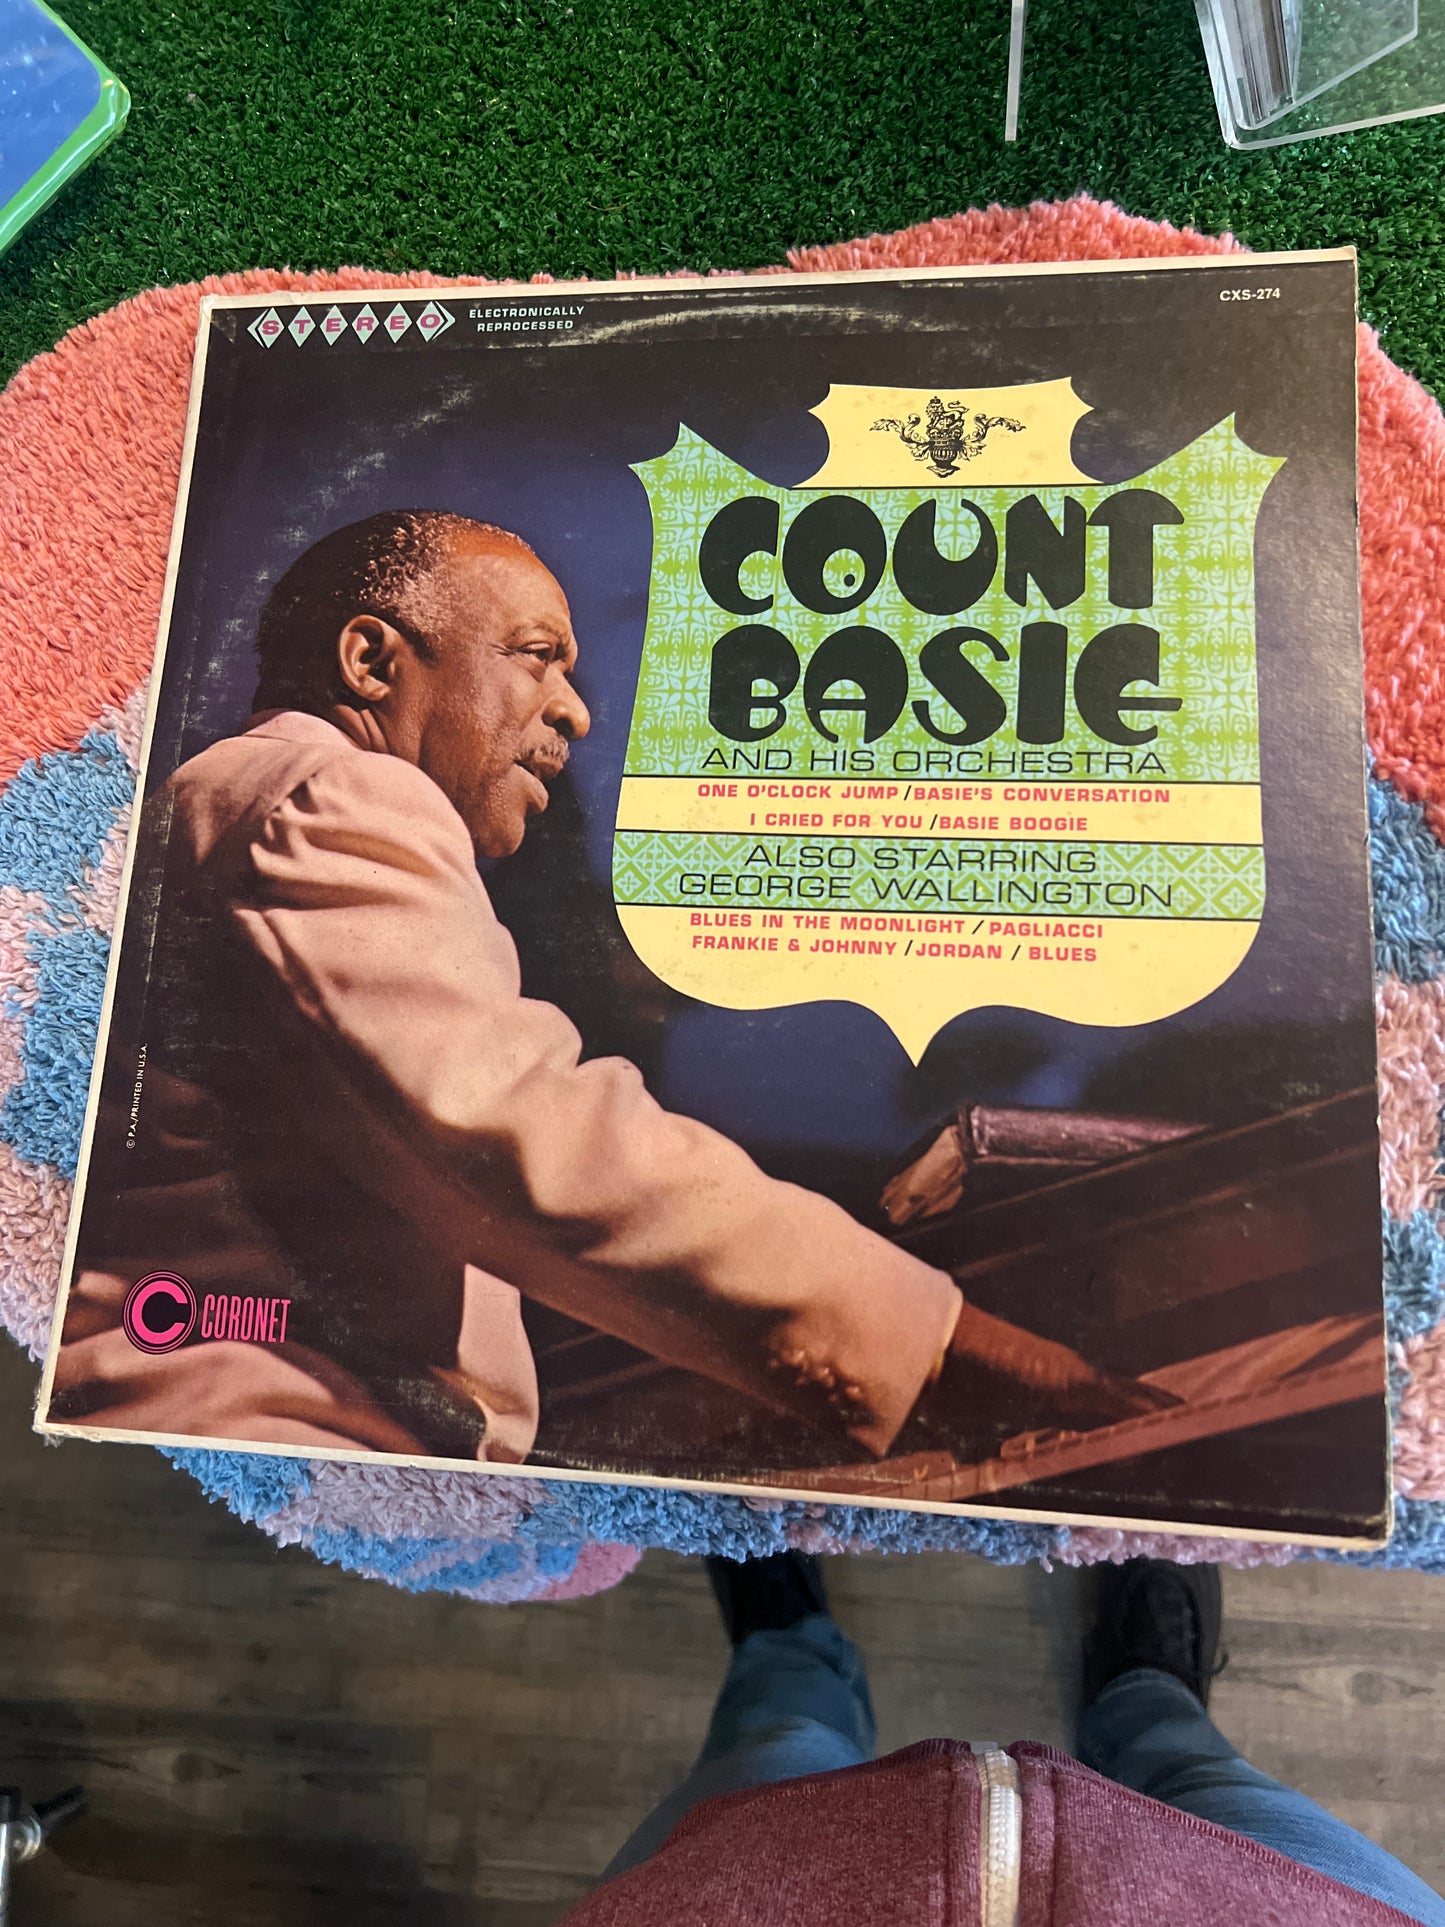 STEREO
ELECTRONICALLY
REPROCESSED
CXS-274
COUNT
BASIE
AND HIS ORCHESTRA
ONE O'CLOCK JUMP / BASIE'S CONVERSATION
I CRIED FOR YOU / BASIE BOOGIE
ALSO STARRING
GEORGE WALLINGTON
BLUES IN THE MOONLIGHT / PAGLIACCI
FRANKIE & JOHNNY / JORDAN / BLUES
© P.A./PRINTED IN U.S.A.
C CORONET